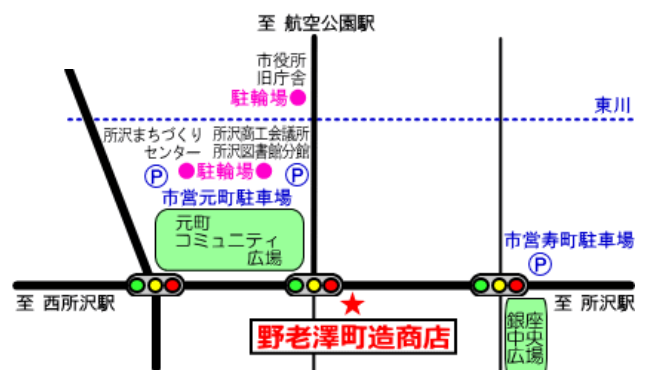 至 航空公園駅
市役所
旧庁舎
駐輪場
東川
所沢まちづくり
センター
所沢商工会議所
所沢図書館分館
P
駐輪場
P
市営元町駐車場
元町
コミュニティ
広場
市営寿町駐車場
P
至 西所沢駅
至 所沢駅
野老澤町造商店
銀座
中央
広場